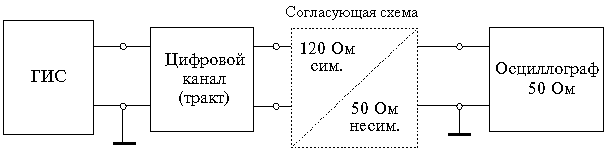 Согласующая схема
ГИС
Цифровой
канал
(тракт)
120 Ом
сим.
50 Ом
несим.
Осциллограф
50 Ом